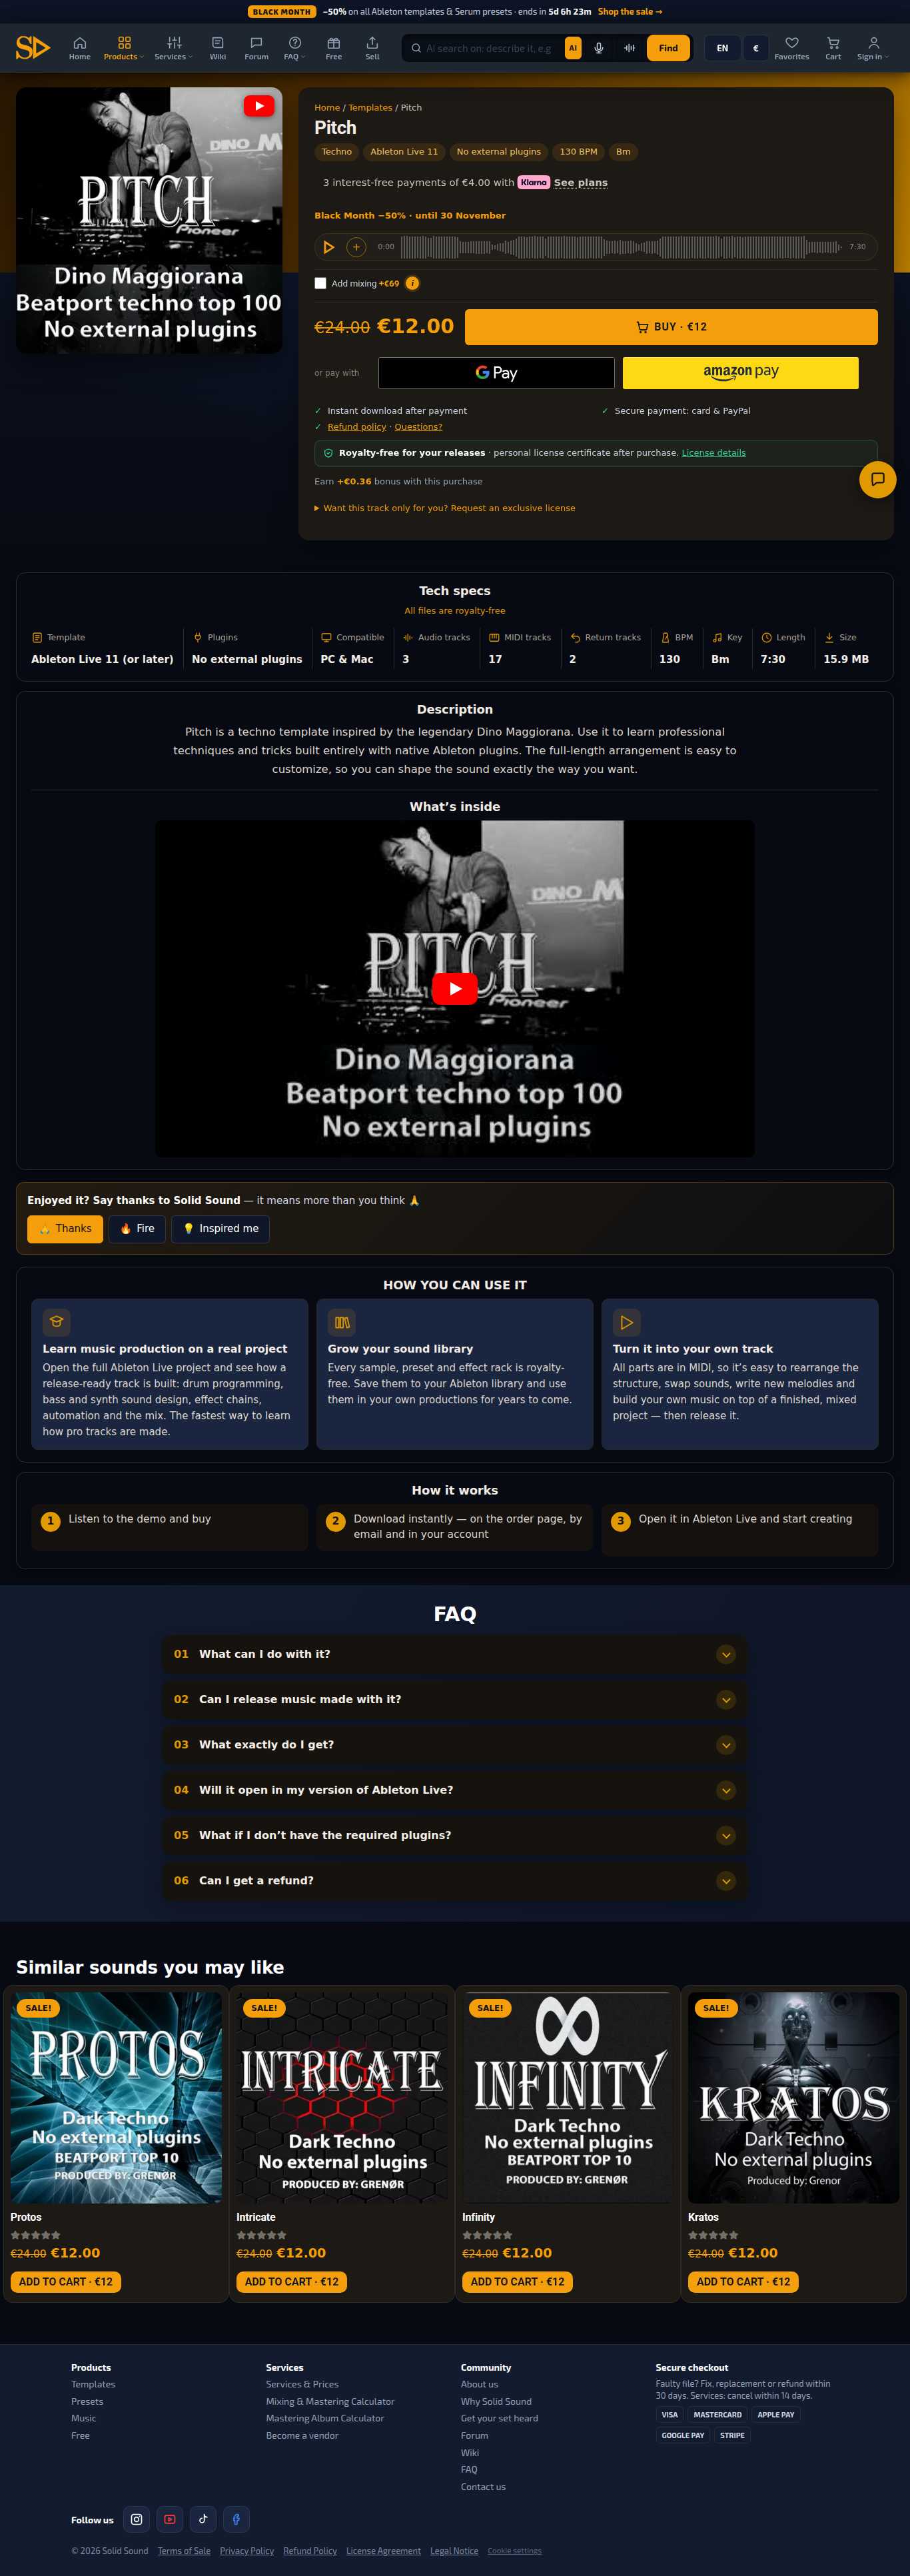 BLACK MONTH −50% on all Ableton templates & Serum presets · ends in 5d 6h 23m Shop the sale →
Home Products Services Wiki Forum FAQ Free Sell AI search on: describe it, e.g AI Find EN € Favorites Cart Sign in
PITCH
Dino Maggiorana
Beatport techno top 100
No external plugins
Home / Templates / Pitch
Pitch
Techno Ableton Live 11 No external plugins 130 BPM Bm
3 interest-free payments of €4.00 with Klarna See plans
Black Month −50% · until 30 November
0:00 7:30
Add mixing +€69 i
€24.00 €12.00 BUY · €12
or pay with G Pay amazon pay
✓ Instant download after payment ✓ Secure payment: card & PayPal
✓ Refund policy · Questions?
Royalty-free for your releases · personal license certificate after purchase. License details
Earn +€0.36 bonus with this purchase
Want this track only for you? Request an exclusive license
Tech specs
All files are royalty-free
Template Plugins Compatible Audio tracks MIDI tracks Return tracks BPM Key Length Size
Ableton Live 11 (or later) No external plugins PC & Mac 3 17 2 130 Bm 7:30 15.9 MB
Description
Pitch is a techno template inspired by the legendary Dino Maggiorana. Use it to learn professional
techniques and tricks built entirely with native Ableton plugins. The full-length arrangement is easy to
customize, so you can shape the sound exactly the way you want.
What's inside
DINO M
PITCH
Pioneer
Dino Maggiorana
Beatport techno top 100
No external plugins
Enjoyed it? Say thanks to Solid Sound — it means more than you think 🙏
🙏 Thanks 🔥 Fire 💡 Inspired me
HOW YOU CAN USE IT
Learn music production on a real project
Open the full Ableton Live project and see how a
release-ready track is built: drum programming,
bass and synth sound design, effect chains,
automation and the mix. The fastest way to learn
how pro tracks are made.
Grow your sound library
Every sample, preset and effect rack is royalty-
free. Save them to your Ableton library and use
them in your own productions for years to come.
Turn it into your own track
All parts are in MIDI, so it's easy to rearrange the
structure, swap sounds, write new melodies and
build your own music on top of a finished, mixed
project — then release it.
How it works
1 Listen to the demo and buy
2 Download instantly — on the order page, by
email and in your account
3 Open it in Ableton Live and start creating
FAQ
01 What can I do with it?
02 Can I release music made with it?
03 What exactly do I get?
04 Will it open in my version of Ableton Live?
05 What if I don't have the required plugins?
06 Can I get a refund?
Similar sounds you may like
SALE!
PROTOS
Dark Techno
No external plugins
BEATPORT TOP 10
PRODUCED BY: GRENØR
Protos
€24.00 €12.00
ADD TO CART · €12
SALE!
INTRICATE
Dark Techno
No external plugins
PRODUCED BY: GRENØR
Intricate
€24.00 €12.00
ADD TO CART · €12
SALE!
INFINITY
Dark Techno
No external plugins
BEATPORT TOP 10
PRODUCED BY: GRENØR
Infinity
€24.00 €12.00
ADD TO CART · €12
SALE!
KRATOS
Dark Techno
No external plugins
Produced by: Grenor
Kratos
€24.00 €12.00
ADD TO CART · €12
Products
Templates
Presets
Music
Free
Services
Services & Prices
Mixing & Mastering Calculator
Mastering Album Calculator
Become a vendor
Community
About us
Why Solid Sound
Get your set heard
Forum
Wiki
FAQ
Contact us
Secure checkout
Faulty file? Fix, replacement or refund within
30 days. Services: cancel within 14 days.
VISA MASTERCARD APPLE PAY
GOOGLE PAY STRIPE
Follow us
© 2026 Solid Sound Terms of Sale Privacy Policy Refund Policy License Agreement Legal Notice Cookie settings